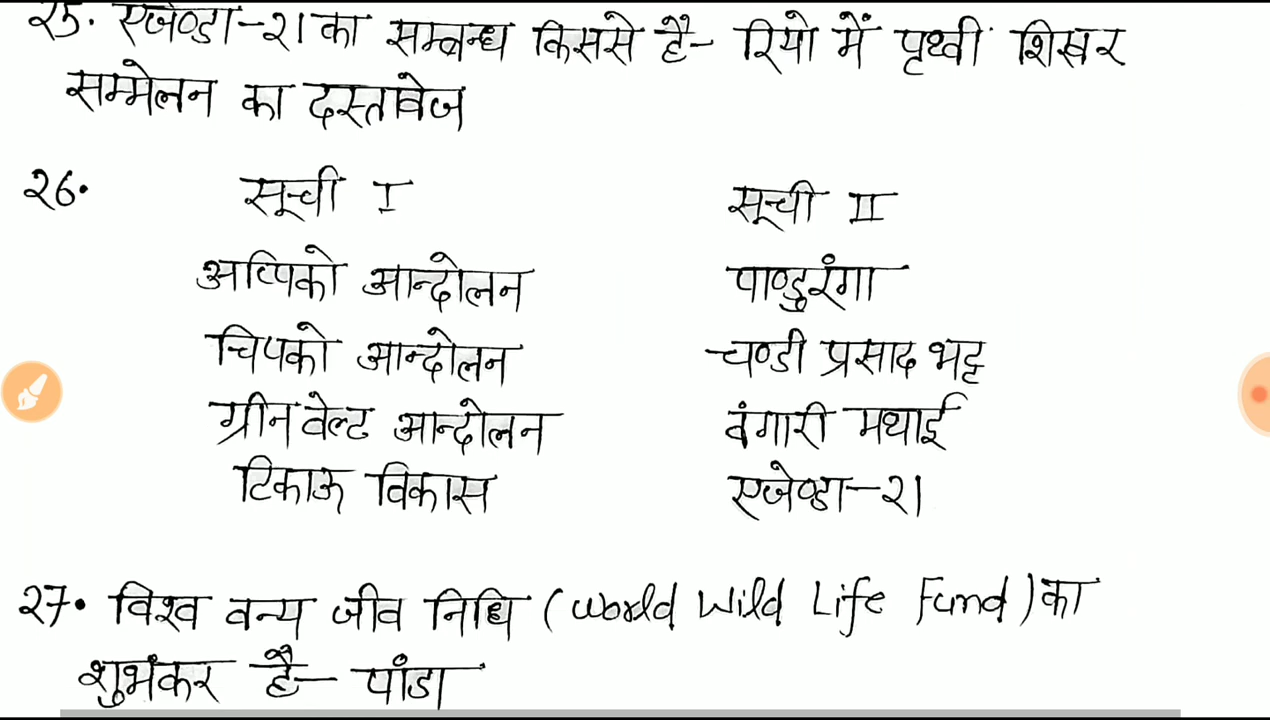 25. एजेण्डा-21 का सम्बन्ध किससे है- रियो में पृथ्वी शिखर
सम्मेलन का दस्तावेज
26. सूची I सूची II
अप्पिको आन्दोलन पाण्डुरंगा
चिपको आन्दोलन चण्डी प्रसाद भट्ट
ग्रीन वेल्ट आन्दोलन वंगारी मथाई
टिकाऊ विकास एजेण्डा-21
27. विश्व वन्य जीव निधि (World Wild Life Fund) का
शुभंकर है- पांडा